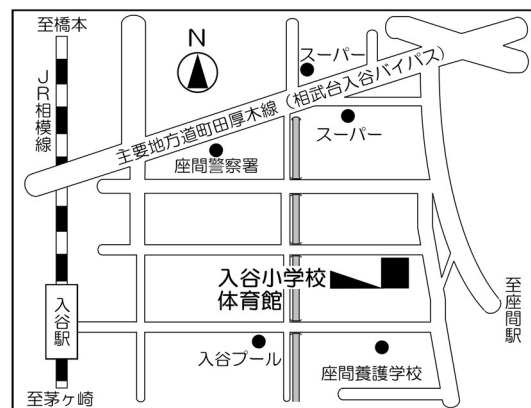 至橋本
JR相模線
N
スーパー
主要地方道町田厚木線（相武台入谷バイパス）
スーパー
座間警察署
入谷小学校
体育館
至座間駅
入谷駅
入谷プール
座間養護学校
至茅ヶ崎